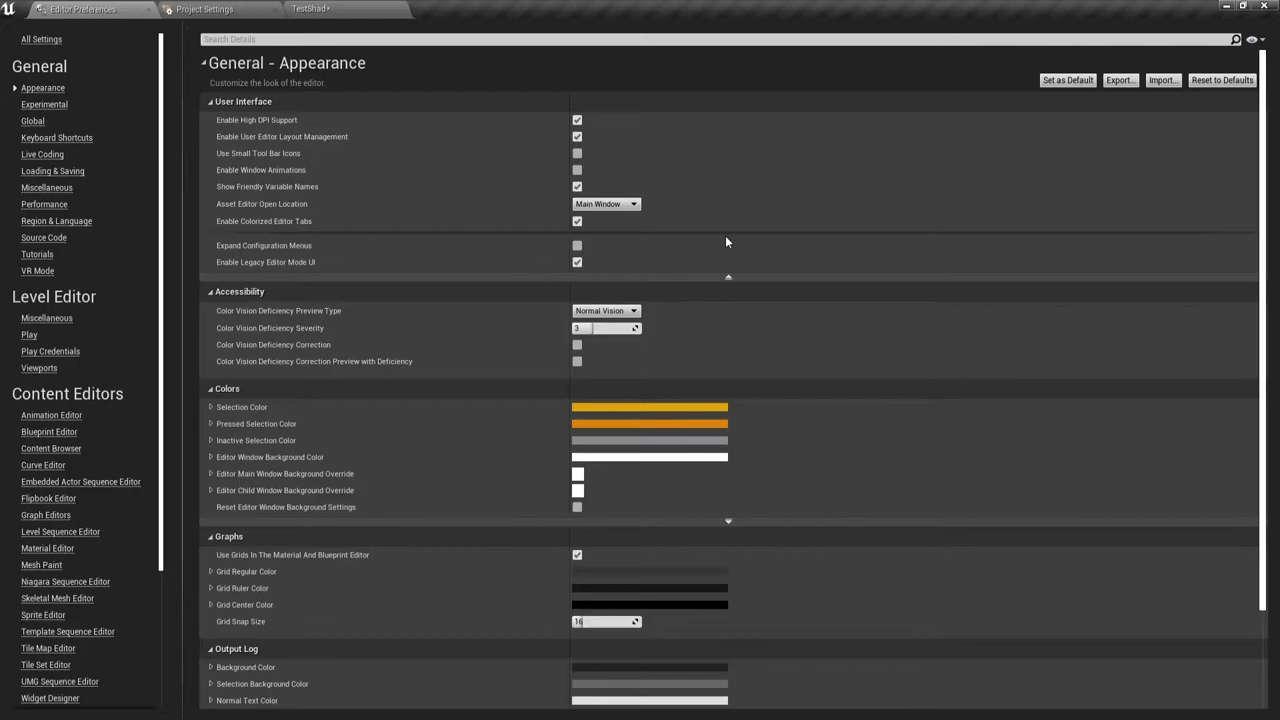 Editor Preferences
Project Settings
TestShad*
All Settings
General
Appearance
Experimental
Global
Keyboard Shortcuts
Live Coding
Loading & Saving
Miscellaneous
Performance
Region & Language
Source Code
Tutorials
VR Mode
Level Editor
Miscellaneous
Play
Play Credentials
Viewports
Content Editors
Animation Editor
Blueprint Editor
Content Browser
Curve Editor
Embedded Actor Sequence Editor
Flipbook Editor
Graph Editors
Level Sequence Editor
Material Editor
Mesh Paint
Niagara Sequence Editor
Skeletal Mesh Editor
Sprite Editor
Template Sequence Editor
Tile Map Editor
Tile Set Editor
UMG Sequence Editor
Widget Designer
Search Details
General - Appearance
Customize the look of the editor.
Set as Default
Export...
Import...
Reset to Defaults
User Interface
Enable High DPI Support
Enable User Editor Layout Management
Use Small Tool Bar Icons
Enable Window Animations
Show Friendly Variable Names
Asset Editor Open Location Main Window
Enable Colorized Editor Tabs
Expand Configuration Menus
Enable Legacy Editor Mode UI
Accessibility
Color Vision Deficiency Preview Type Normal Vision
Color Vision Deficiency Severity 3
Color Vision Deficiency Correction
Color Vision Deficiency Correction Preview with Deficiency
Colors
Selection Color
Pressed Selection Color
Inactive Selection Color
Editor Window Background Color
Editor Main Window Background Override
Editor Child Window Background Override
Reset Editor Window Background Settings
Graphs
Use Grids In The Material And Blueprint Editor
Grid Regular Color
Grid Ruler Color
Grid Center Color
Grid Snap Size 16
Output Log
Background Color
Selection Background Color
Normal Text Color